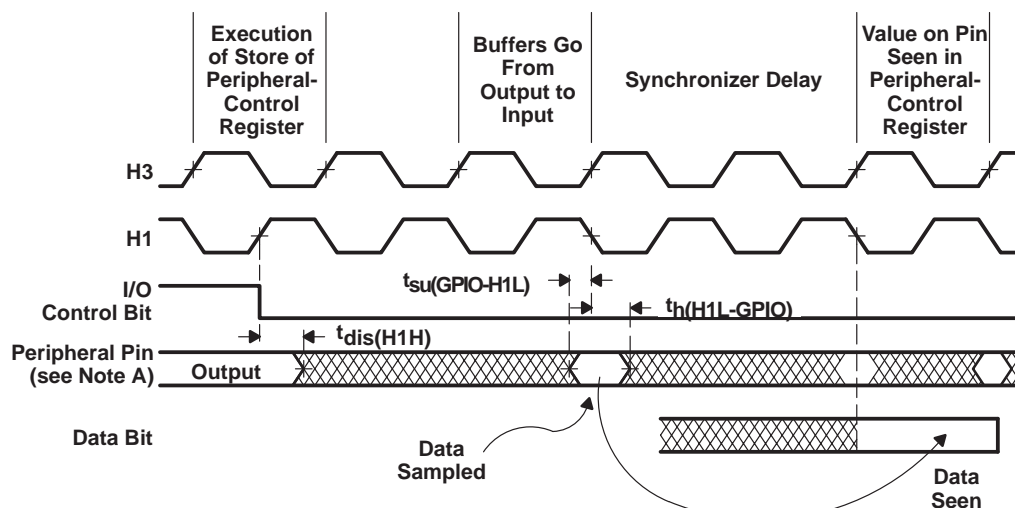 Execution
of Store of
Peripheral-
Control
Register
Buffers Go
From
Output to
Input
Synchronizer Delay
Value on Pin
Seen in
Peripheral-
Control
Register
H3
H1
I/O
Control Bit
tsu(GPIO-H1L)
th(H1L-GPIO)
tdis(H1H)
Peripheral Pin
(see Note A)
Output
Data Bit
Data
Sampled
Data
Seen